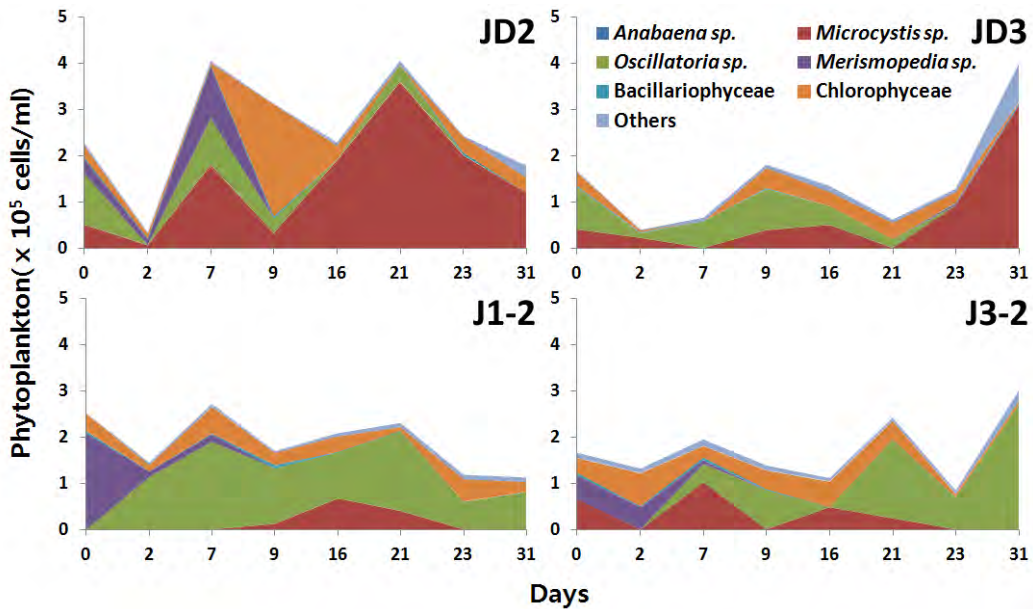 Phytoplankton( x 10⁵ cells/ml)
JD2
5
4
3
2
1
0
0 2 7 9 16 21 23 31
JD3
Anabaena sp. Microcystis sp.
Oscillatoria sp. Merismopedia sp.
Bacillariophyceae Chlorophyceae
Others
5
4
3
2
1
0
0 2 7 9 16 21 23 31
J1-2
5
4
3
2
1
0
0 2 7 9 16 21 23 31
J3-2
5
4
3
2
1
0
0 2 7 9 16 21 23 31
Days